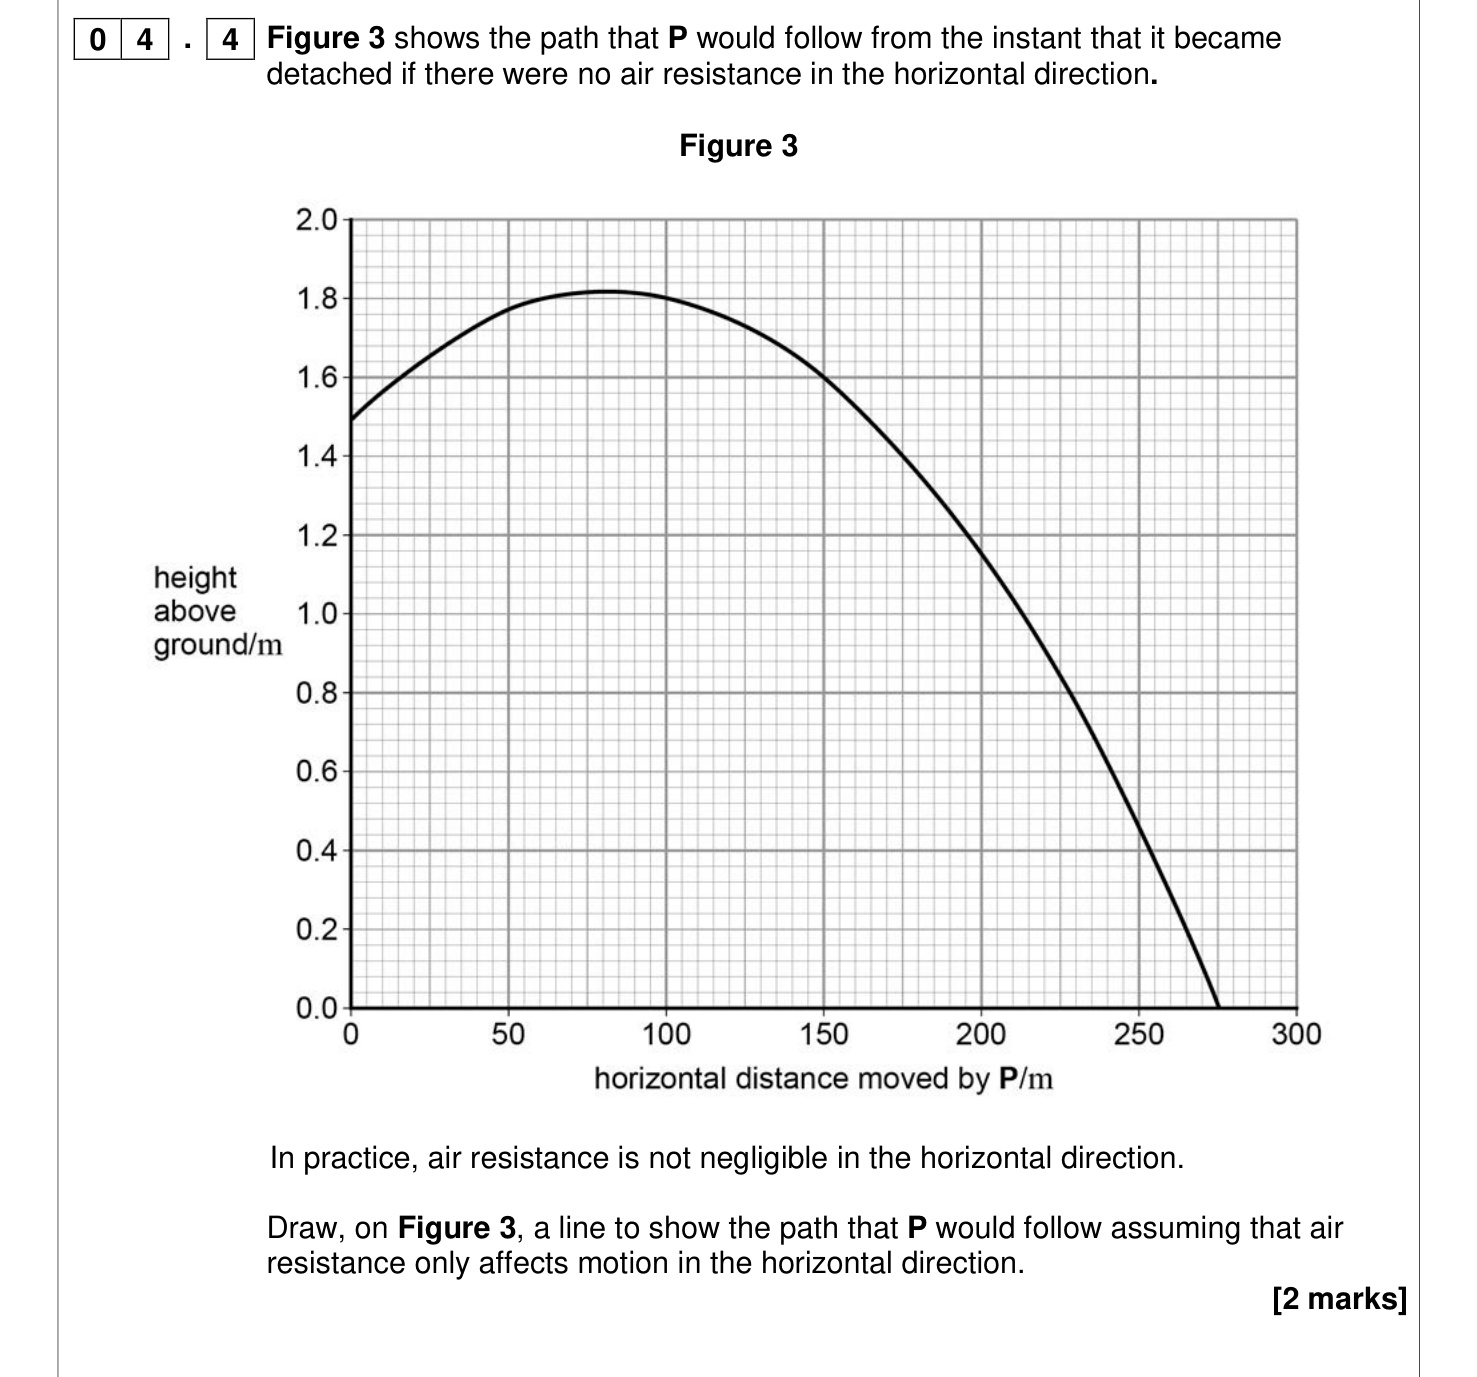 0 4 . 4 Figure 3 shows the path that P would follow from the instant that it became
detached if there were no air resistance in the horizontal direction.
Figure 3
2.0
1.8
1.6
1.4
1.2
height
above
ground/m
1.0
0.8
0.6
0.4
0.2
0.0
0 50 100 150 200 250 300
horizontal distance moved by P/m
In practice, air resistance is not negligible in the horizontal direction.
Draw, on Figure 3, a line to show the path that P would follow assuming that air
resistance only affects motion in the horizontal direction.
[2 marks]